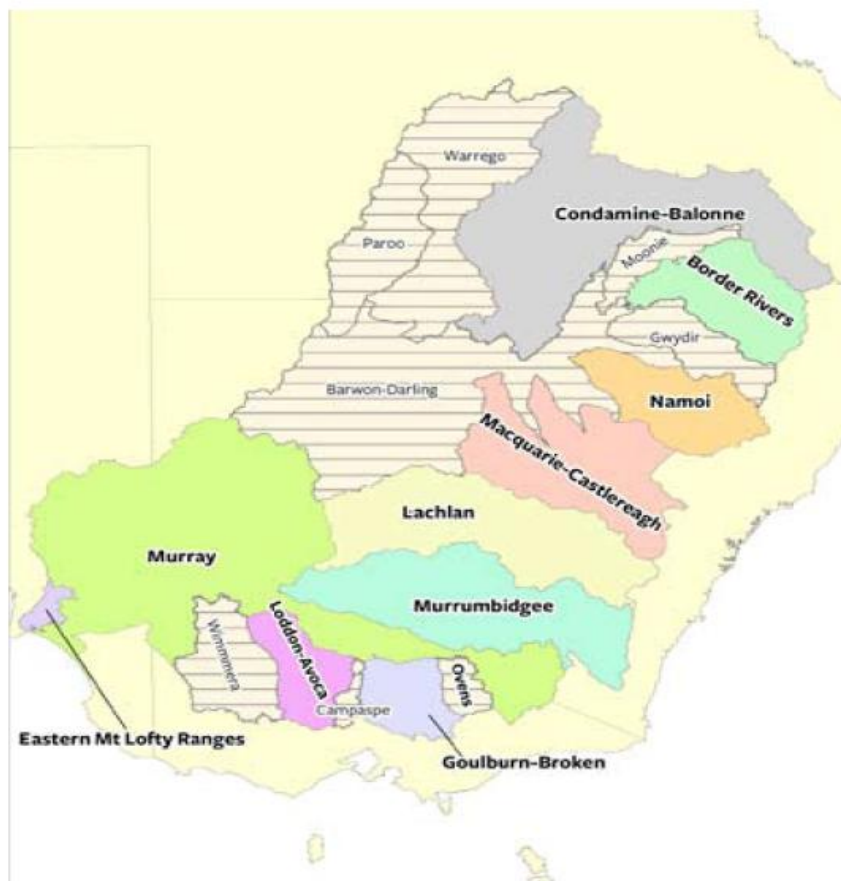 Warrego
Condamine-Balonne
Paroo
Moonie
Border Rivers
Gwydir
Barwon-Darling
Namoi
Macquarie-Castlereagh
Lachlan
Murray
Murrumbidgee
Loddon-Avoca
Wimmmera
Ovens
Campaspe
Eastern Mt Lofty Ranges
Goulburn-Broken